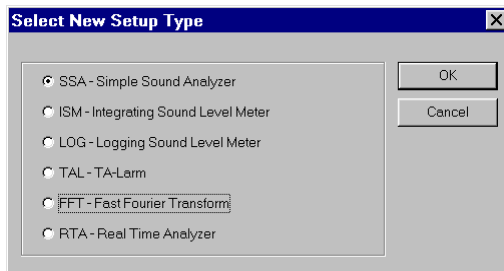 Select New Setup Type
SSA - Simple Sound Analyzer
OK
ISM - Integrating Sound Level Meter
Cancel
LOG - Logging Sound Level Meter
TAL - TA-Larm
FFT - Fast Fourier Transform
RTA - Real Time Analyzer